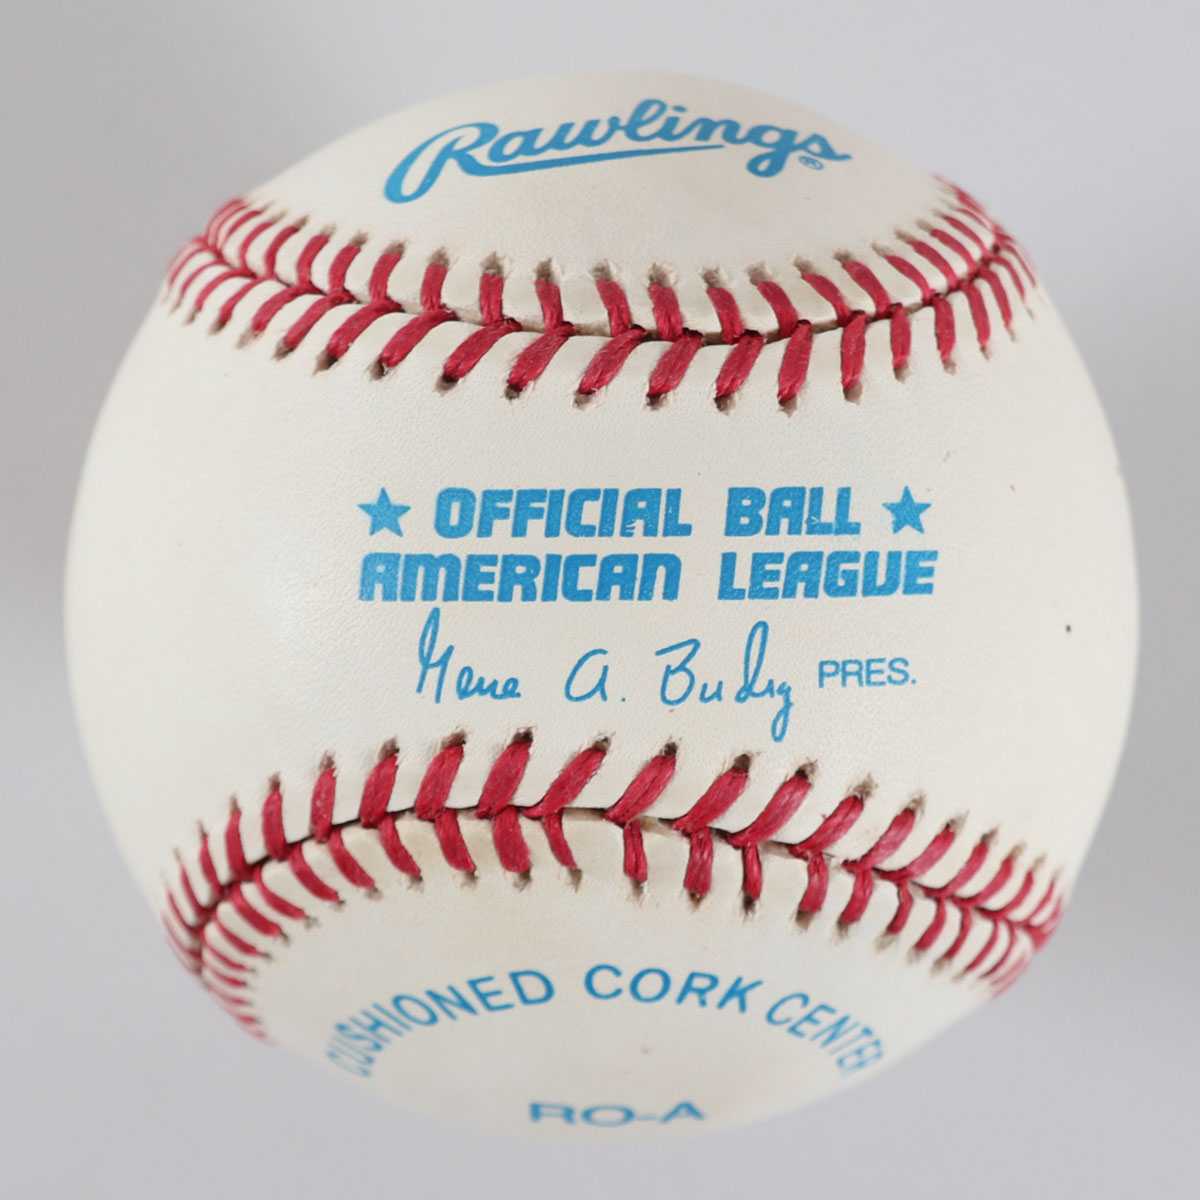 Rawlings®
★ OFFICIAL BALL ★
AMERICAN LEAGUE
Gene A. Budig PRES.
CUSHIONED CORK CENTER
RO-A